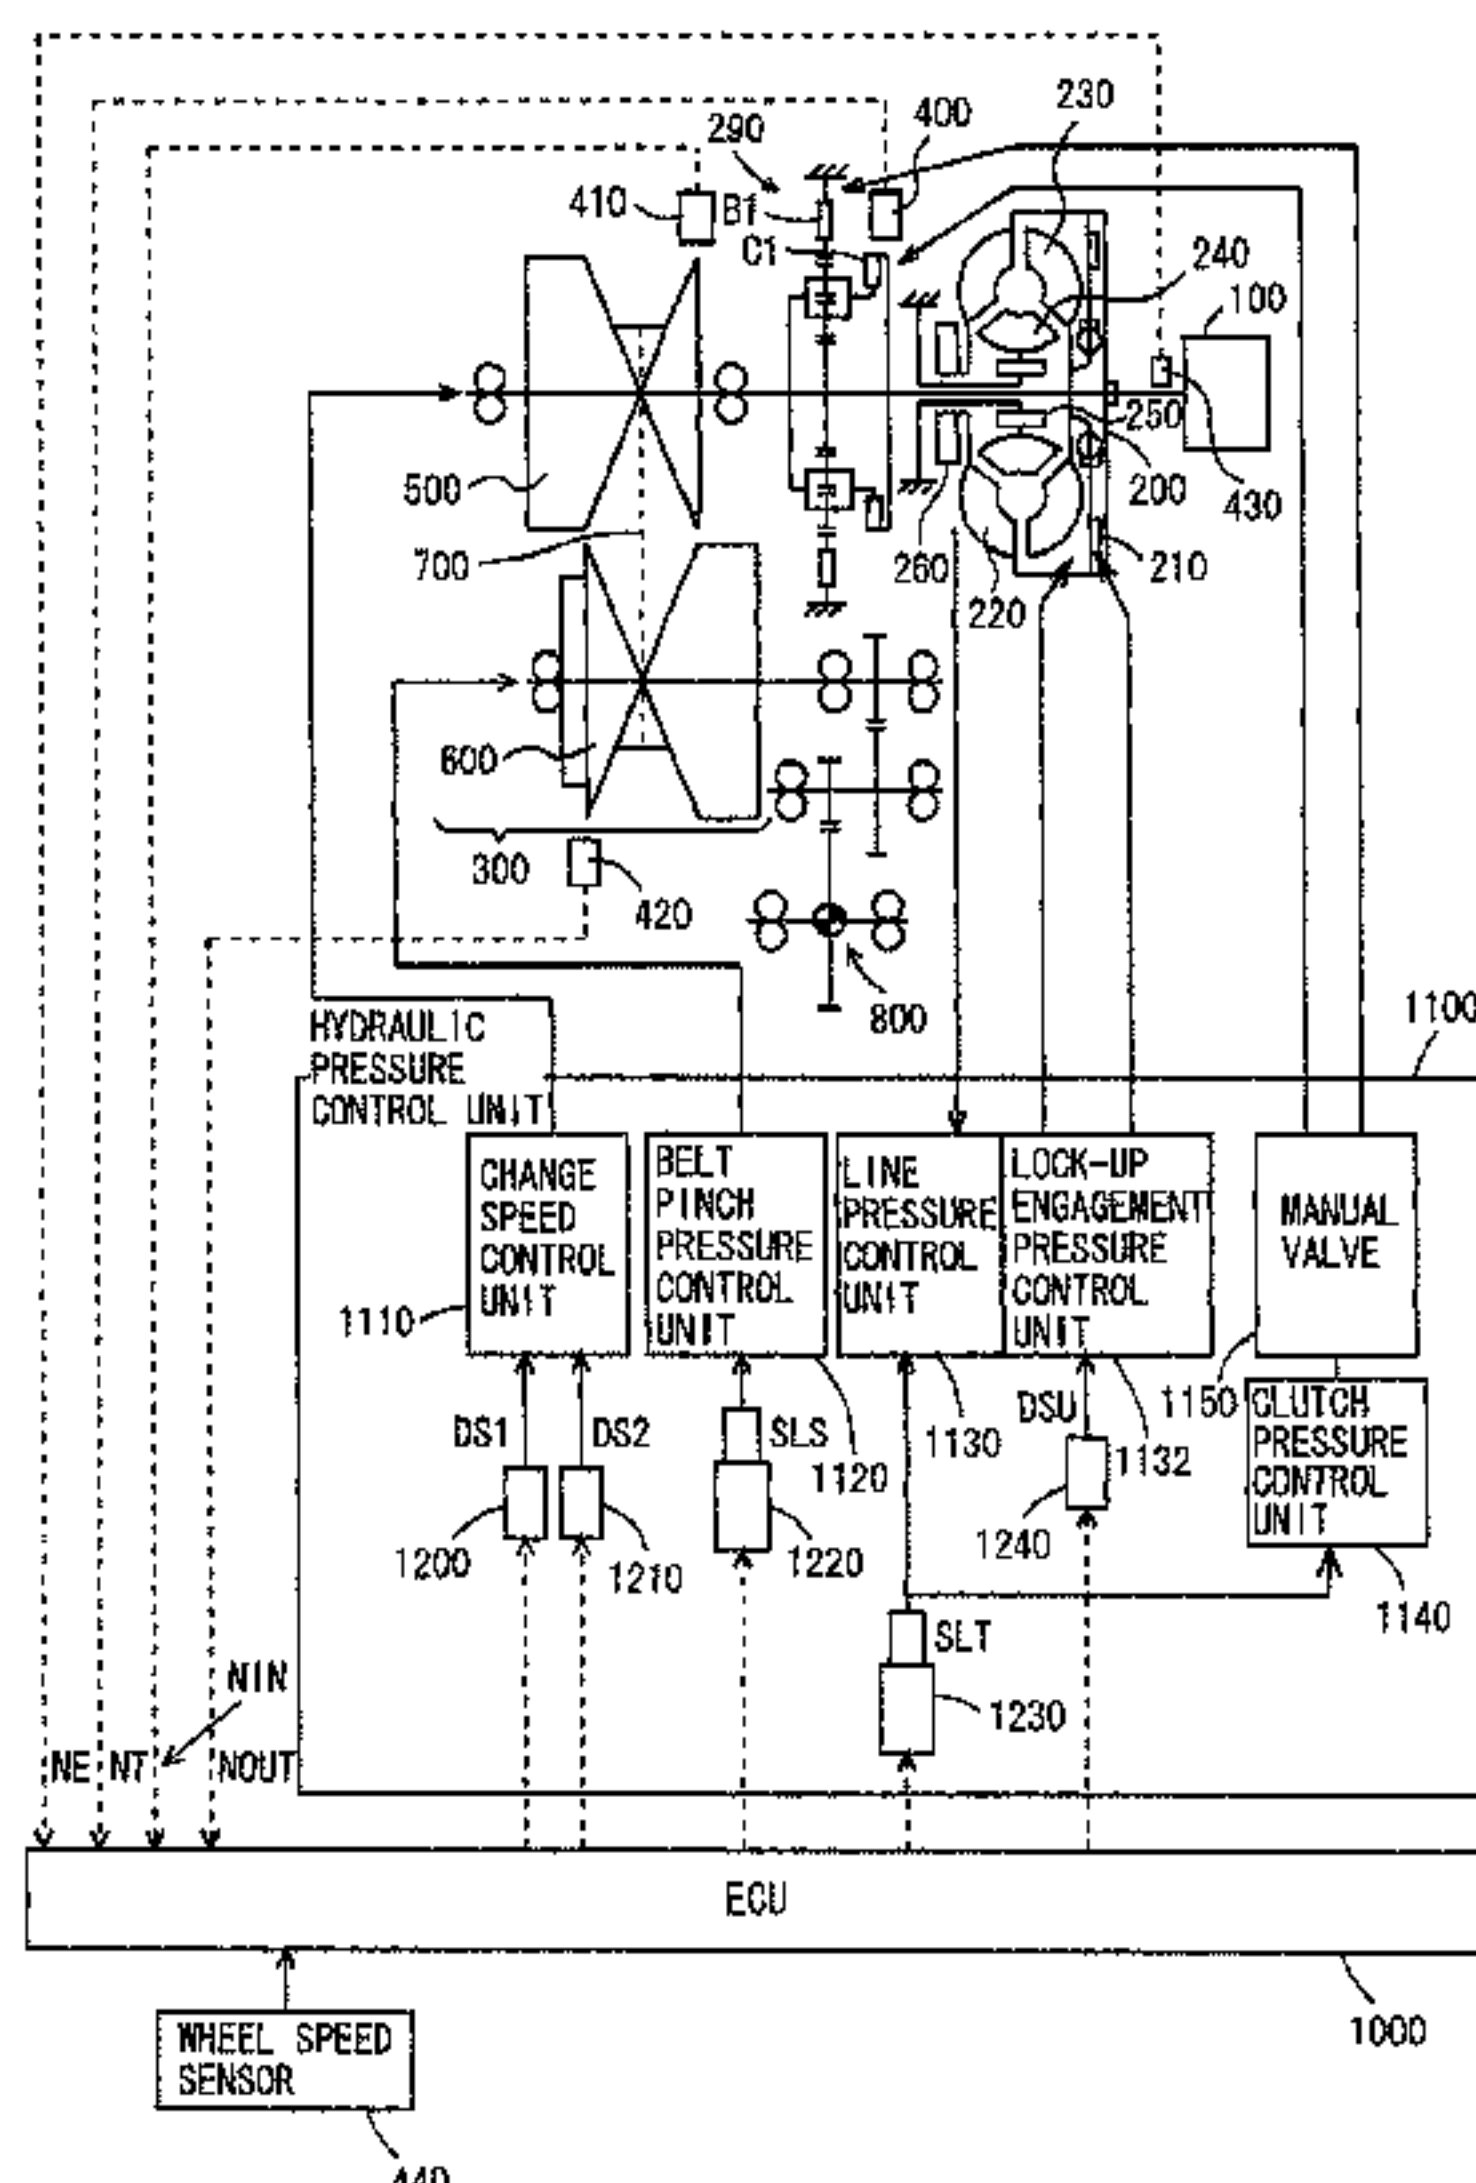 230
400
290
410
B1
C1
240
100
250
500
200
430
700
260
210
220
600
300
420
800
1100
HYDRAULIC
PRESSURE
CONTROL UNIT
CHANGE
SPEED
CONTROL
UNIT
BELT
PINCH
PRESSURE
CONTROL
UNIT
LINE
PRESSURE
CONTROL
UNIT
LOCK-UP
ENGAGEMENT
PRESSURE
CONTROL
UNIT
MANUAL
VALVE
1110
1150
CLUTCH
PRESSURE
CONTROL
UNIT
DS1
DS2
SLS
1120
1130
DSU
1132
1200
1210
1220
1240
1140
SLT
1230
NIN
NE
NT
NOUT
ECU
1000
WHEEL SPEED
SENSOR
440